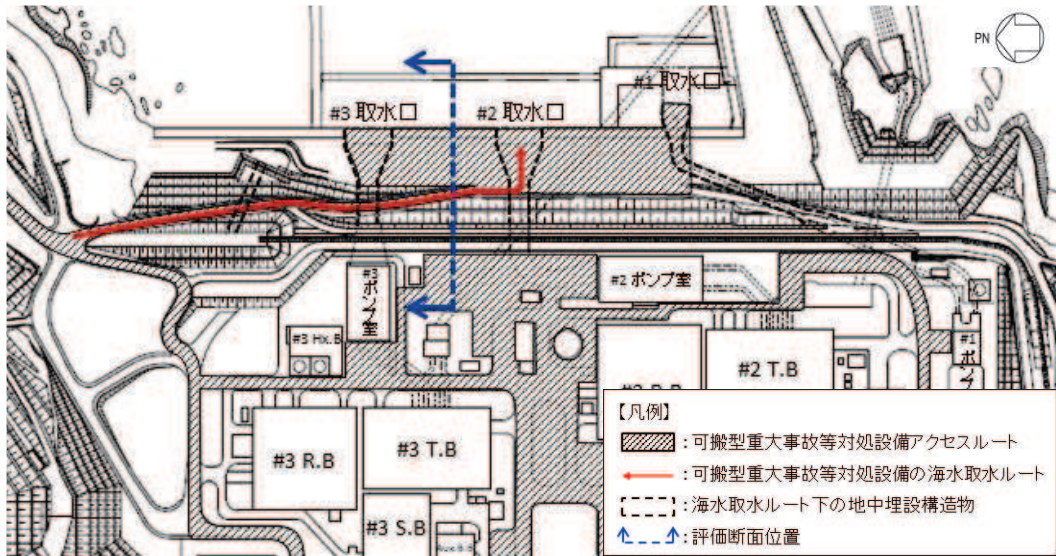 PN
#1 取水口
#3 取水口
#2 取水口
#3 ポンプ室
#2 ポンプ室
#3 Hx.B
#2 T.B
#3 R.B
#3 T.B
#3 S.B
【凡例】
:可搬型重大事故等対処設備アクセスルート
:可搬型重大事故等対処設備の海水取水ルート
:海水取水ルート下の地中埋設構造物
:評価断面位置